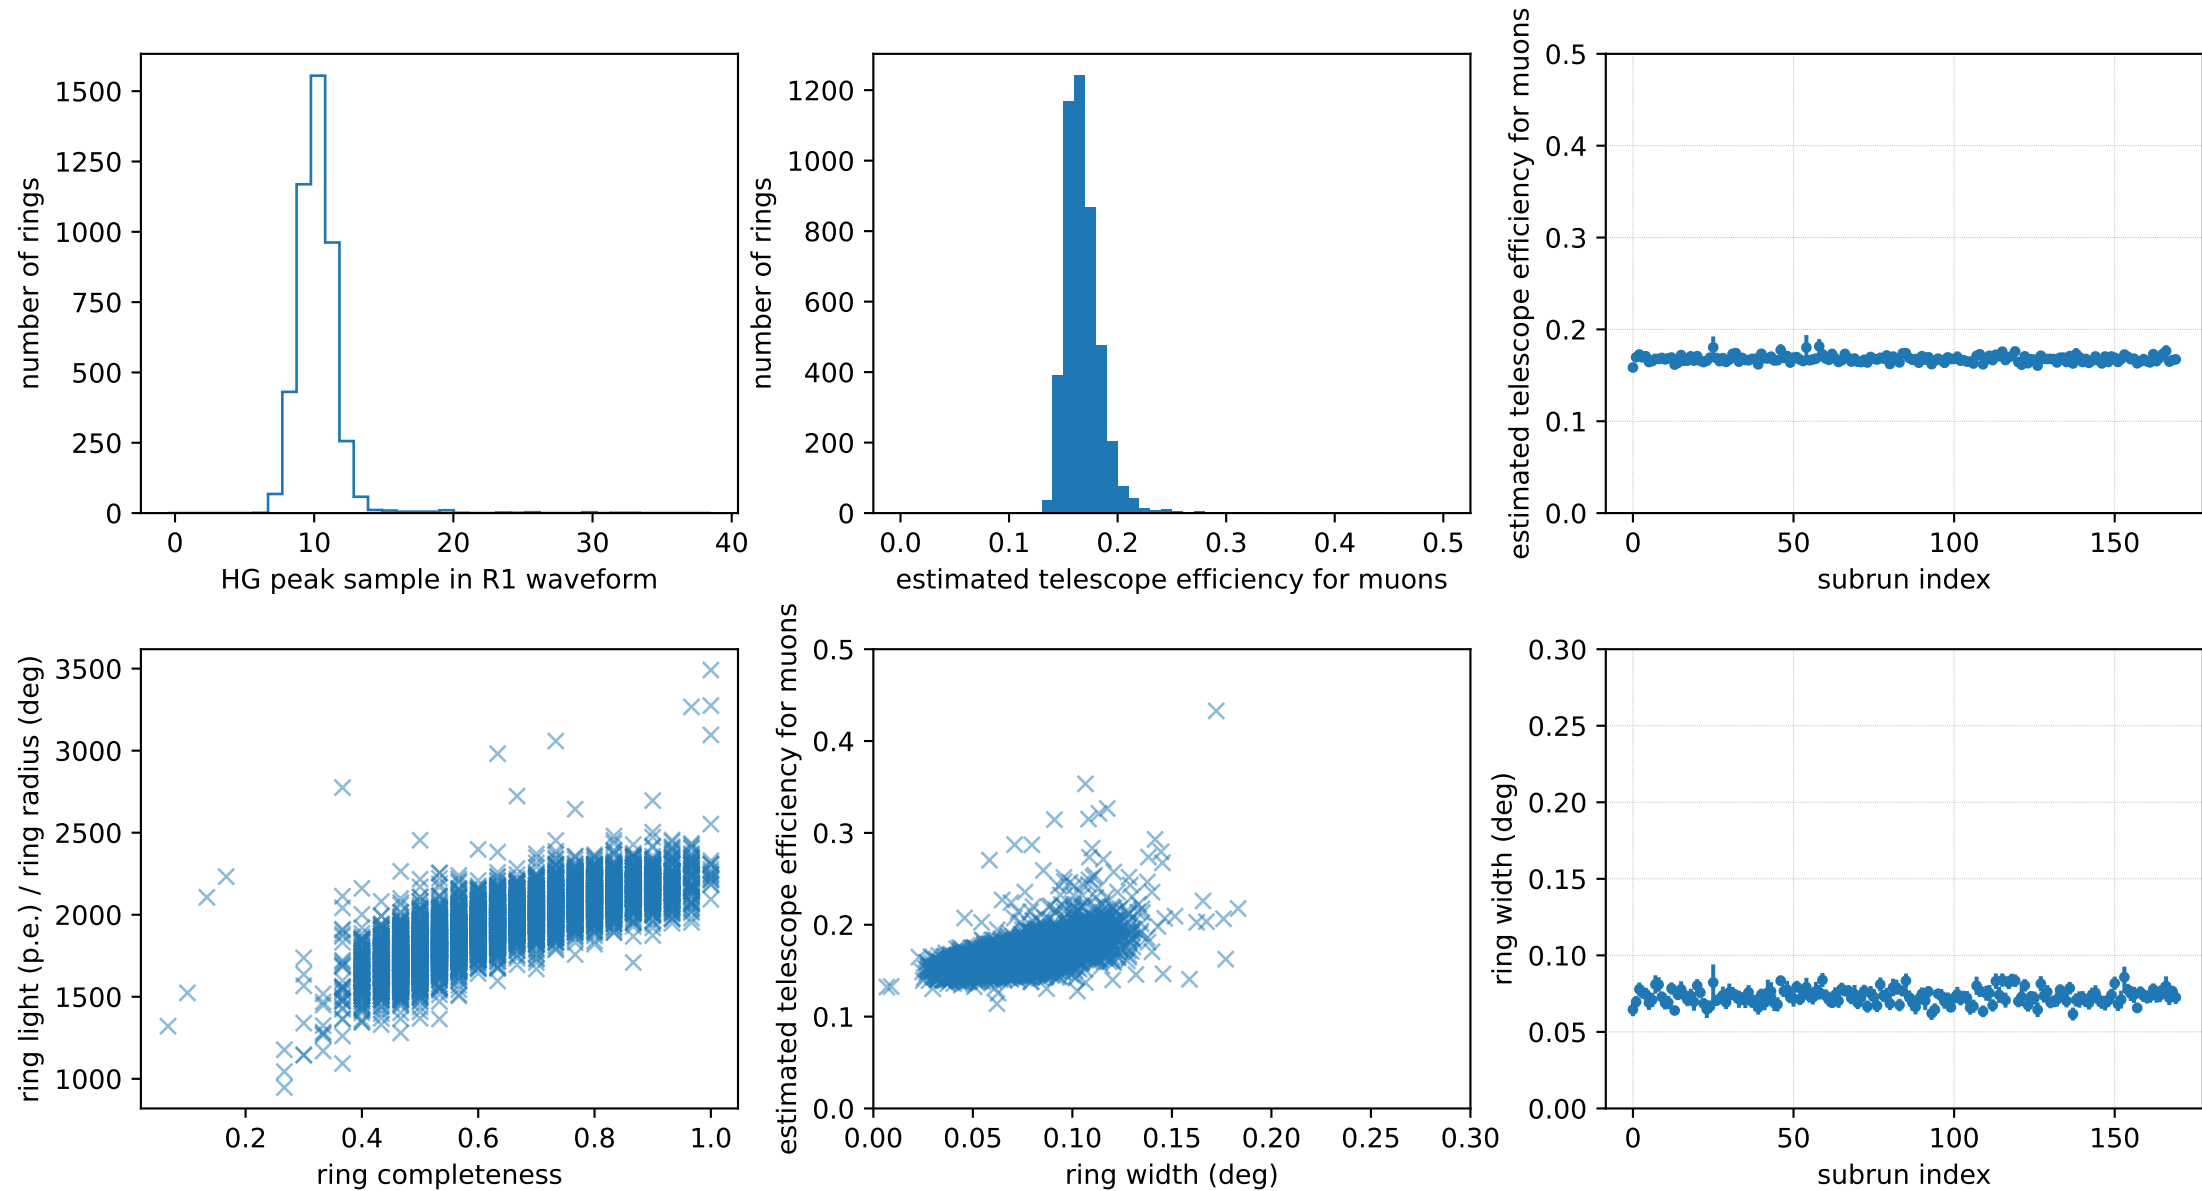 number of rings
1500
1250
1000
750
500
250
0
0 10 20 30 40
HG peak sample in R1 waveform
number of rings
1200
1000
800
600
400
200
0
0.0 0.1 0.2 0.3 0.4 0.5
estimated telescope efficiency for muons
estimated telescope efficiency for muons
0.5
0.4
0.3
0.2
0.1
0.0
0 50 100 150
subrun index
ring light (p.e.) / ring radius (deg)
3500
3000
2500
2000
1500
1000
0.2 0.4 0.6 0.8 1.0
ring completeness
estimated telescope efficiency for muons
0.5
0.4
0.3
0.2
0.1
0.0
0.00 0.05 0.10 0.15 0.20 0.25 0.30
ring width (deg)
ring width (deg)
0.30
0.25
0.20
0.15
0.10
0.05
0.00
0 50 100 150
subrun index